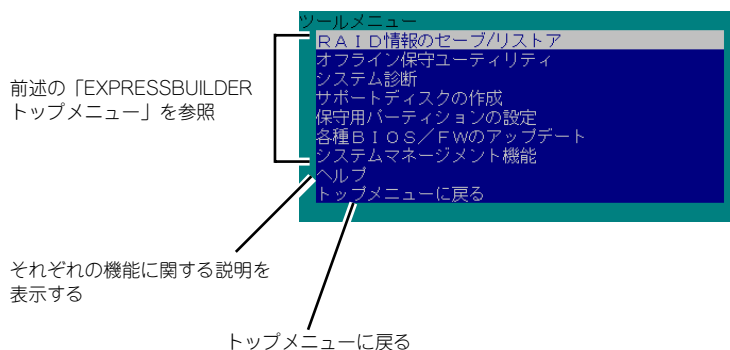 ツールメニュー
ＲＡＩＤ情報のセーブ/リストア
オフライン保守ユーティリティ
システム診断
サポートディスクの作成
保守用パーティションの設定
各種ＢＩＯＳ／ＦＷのアップデート
システムマネージメント機能
ヘルプ
トップメニューに戻る
前述の「EXPRESSBUILDER
トップメニュー」を参照
それぞれの機能に関する説明を
表示する
トップメニューに戻る